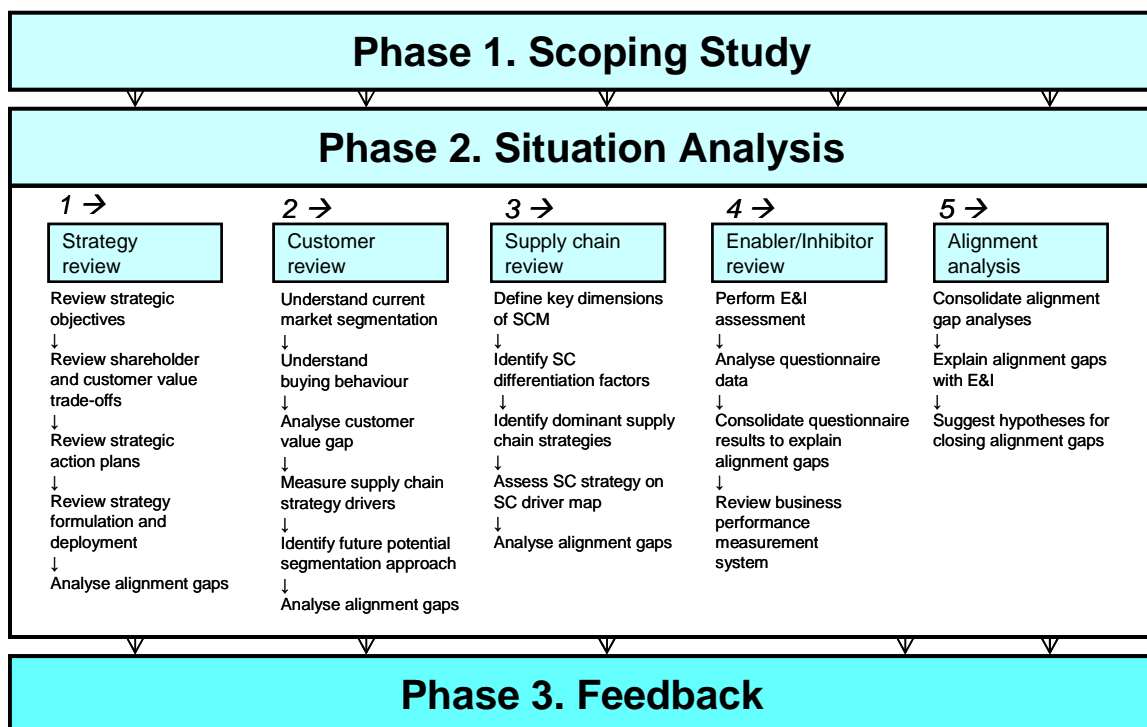 Phase 1. Scoping Study
Phase 2. Situation Analysis
1 →
Strategy
review
Review strategic
objectives
↓
Review shareholder
and customer value
trade-offs
↓
Review strategic
action plans
↓
Review strategy
formulation and
deployment
↓
Analyse alignment gaps
2 →
Customer
review
Understand current
market segmentation
↓
Understand
buying behaviour
↓
Analyse customer
value gap
↓
Measure supply chain
strategy drivers
↓
Identify future potential
segmentation approach
↓
Analyse alignment gaps
3 →
Supply chain
review
Define key dimensions
of SCM
↓
Identify SC
differentiation factors
↓
Identify dominant supply
chain strategies
↓
Assess SC strategy on
SC driver map
↓
Analyse alignment gaps
4 →
Enabler/Inhibitor
review
Perform E&I
assessment
↓
Analyse questionnaire
data
↓
Consolidate questionnaire
results to explain
alignment gaps
↓
Review business
performance
measurement
system
5 →
Alignment
analysis
Consolidate alignment
gap analyses
↓
Explain alignment gaps
with E&I
↓
Suggest hypotheses for
closing alignment gaps
Phase 3. Feedback